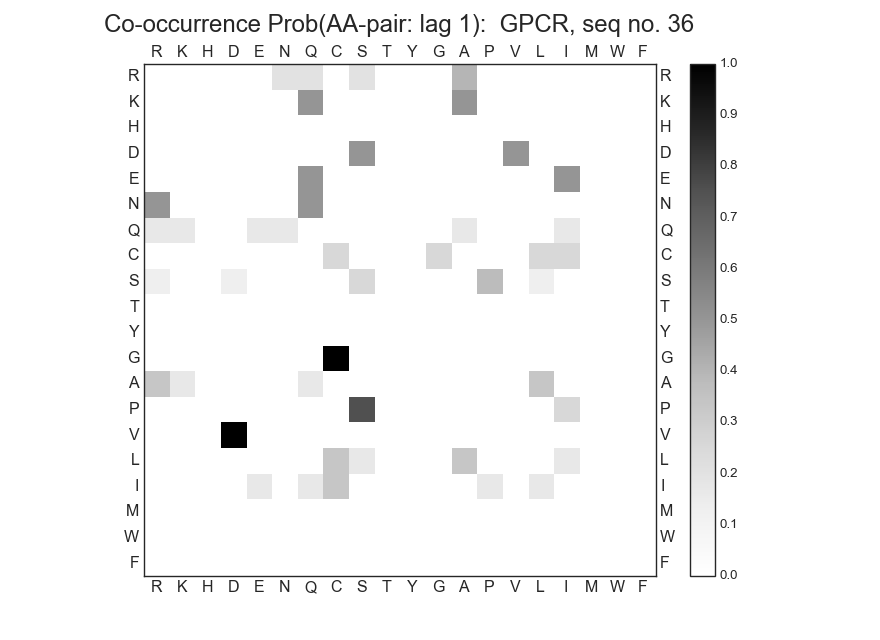 Co-occurrence Prob(AA-pair: lag 1):  GPCR, seq no. 36
R K H D E N Q C S T Y G A P V L I M W F
R R 1.0
K K 0.9
H H
D D 0.8
E E
N N 0.7
Q Q
C C 0.6
S S
T T 0.5
Y Y
G G 0.4
A A
P P 0.3
V V
L L 0.2
I I
M M 0.1
W W
F F 0.0
R K H D E N Q C S T Y G A P V L I M W F